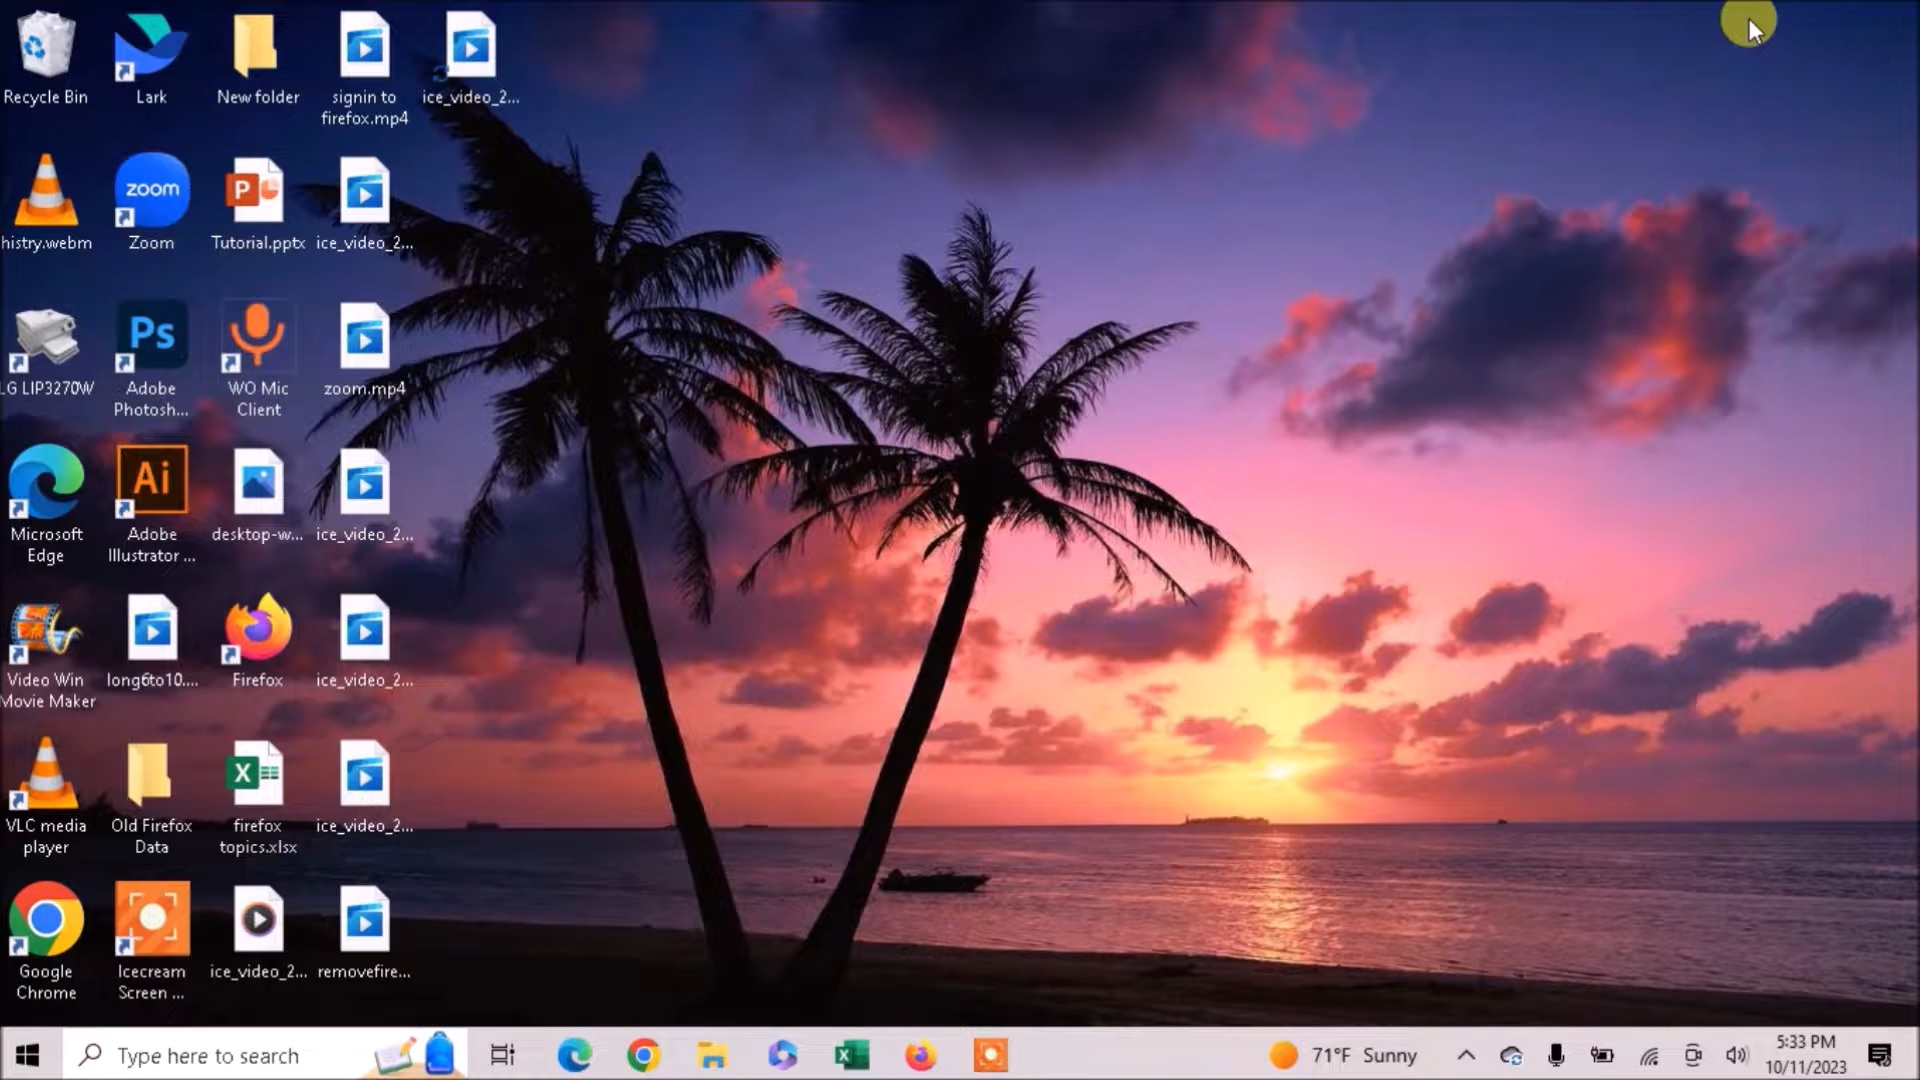 Recycle Bin
Lark
New folder
signin to
firefox.mp4
ice_video_2...
histry.webm
zoom
Zoom
P
Tutorial.pptx
ice_video_2...
LG LIP3270W
Ps
Adobe
Photosh...
WO Mic
Client
zoom.mp4
Microsoft
Edge
Ai
Adobe
Illustrator ...
desktop-w...
ice_video_2...
Video Win
Movie Maker
long6to10....
Firefox
ice_video_2...
VLC media
player
Old Firefox
Data
X
firefox
topics.xlsx
ice_video_2...
Google
Chrome
Icecream
Screen ...
ice_video_2...
removefire...
Type here to search
X
71°F Sunny
5:33 PM
10/11/2023